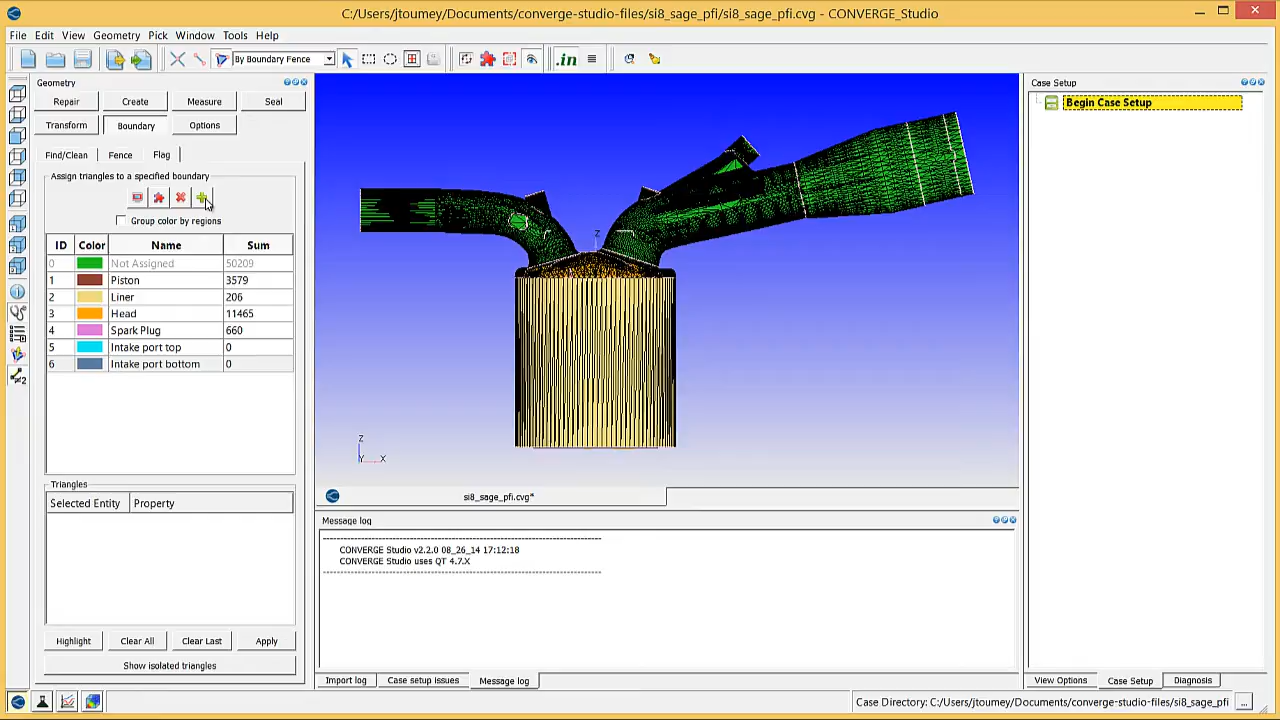 C:/Users/jtoumey/Documents/converge-studio-files/si8_sage_pfi/si8_sage_pfi.cvg - CONVERGE_Studio
File Edit View Geometry Pick Window Tools Help
By Boundary Fence
.in
Geometry
Repair Create Measure Seal
Transform Boundary Options
Find/Clean Fence Flag
Assign triangles to a specified boundary
Group color by regions
ID Color Name Sum
0 Not Assigned 50209
1 Piston 3579
2 Liner 206
3 Head 11465
4 Spark Plug 660
5 Intake port top 0
6 Intake port bottom 0
Triangles
Selected Entity Property
Highlight Clear All Clear Last Apply
Show isolated triangles
Z
Z
Y X
si8_sage_pfi.cvg*
Message log
CONVERGE Studio v2.2.0 08_26_14 17:12:18
CONVERGE Studio uses QT 4.7.X
Import log Case setup issues Message log
Case Setup
Begin Case Setup
View Options Case Setup Diagnosis
Case Directory: C:/Users/jtoumey/Documents/converge-studio-files/si8_sage_pfi ...